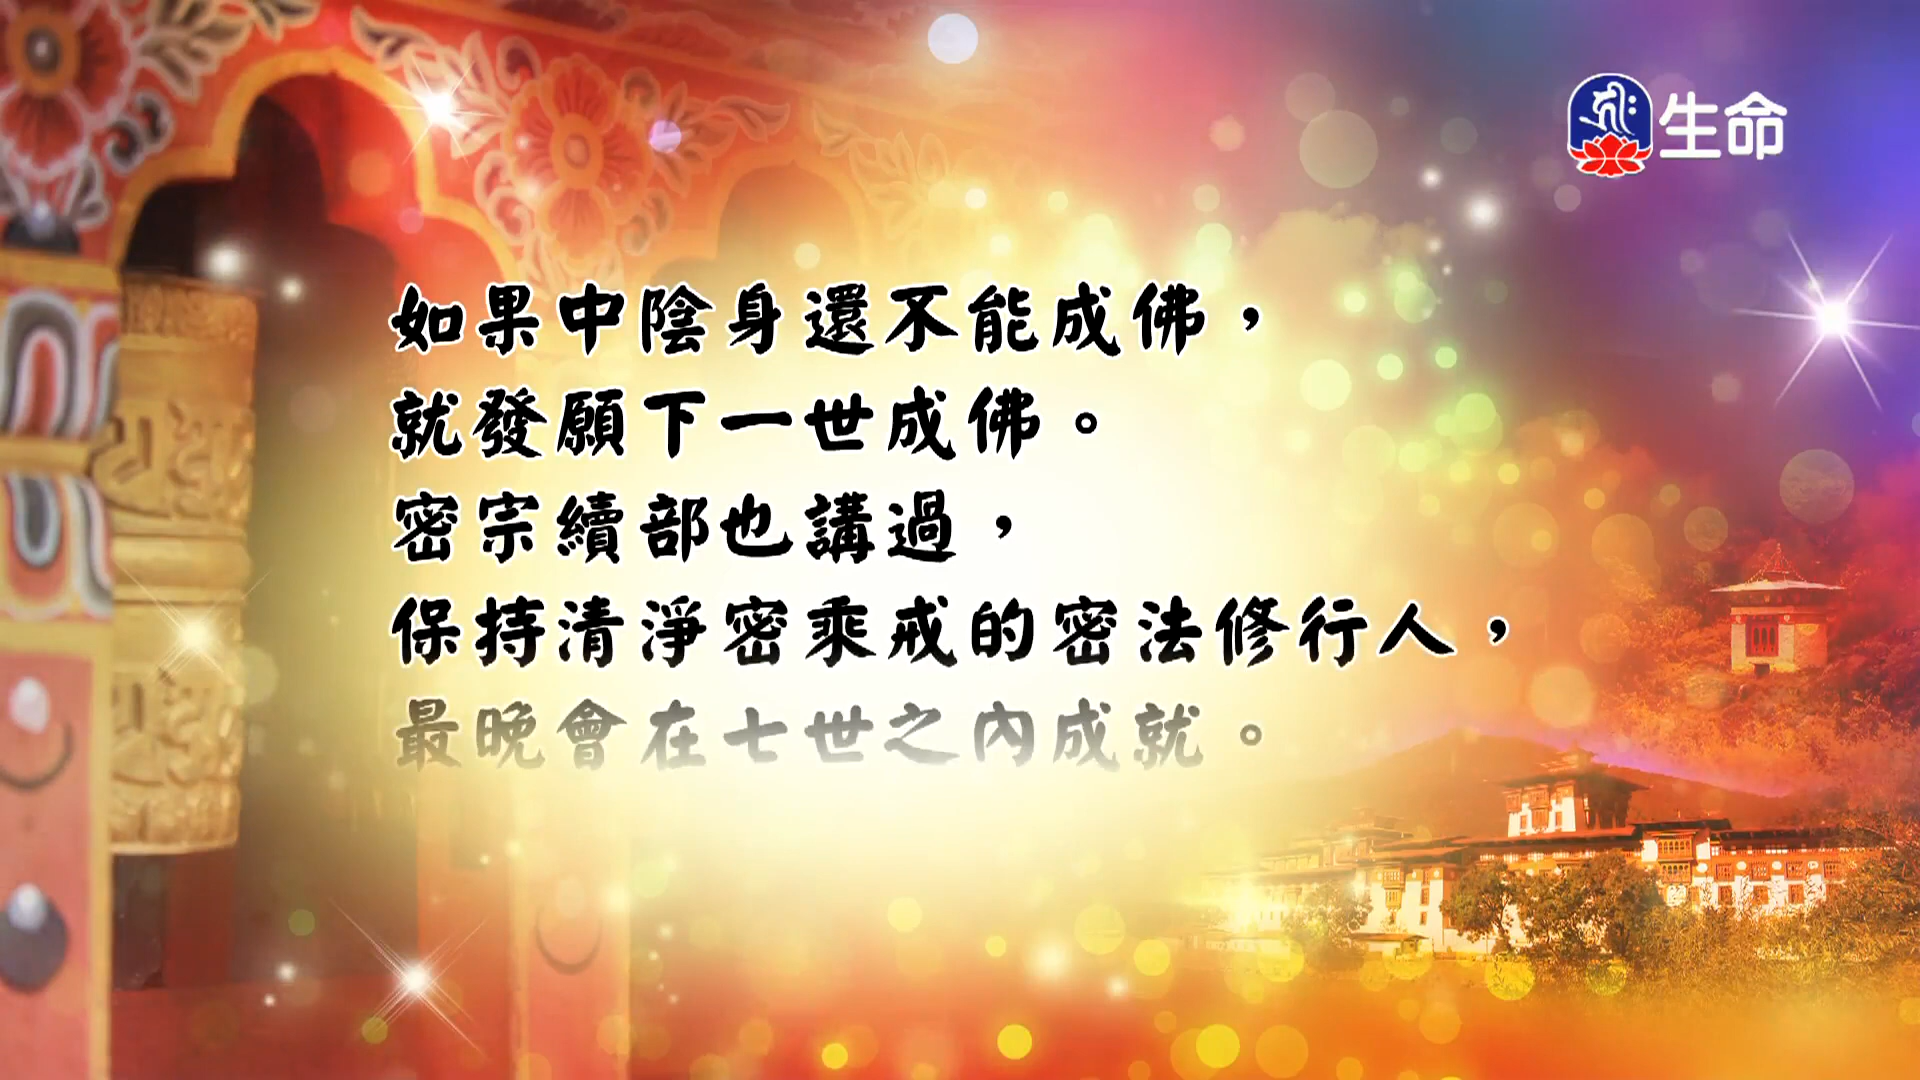 生命
如果中陰身還不能成佛，
就發願下一世成佛。
密宗續部也講過，
保持清淨密乘戒的密法修行人，
最晚會在七世之內成就。